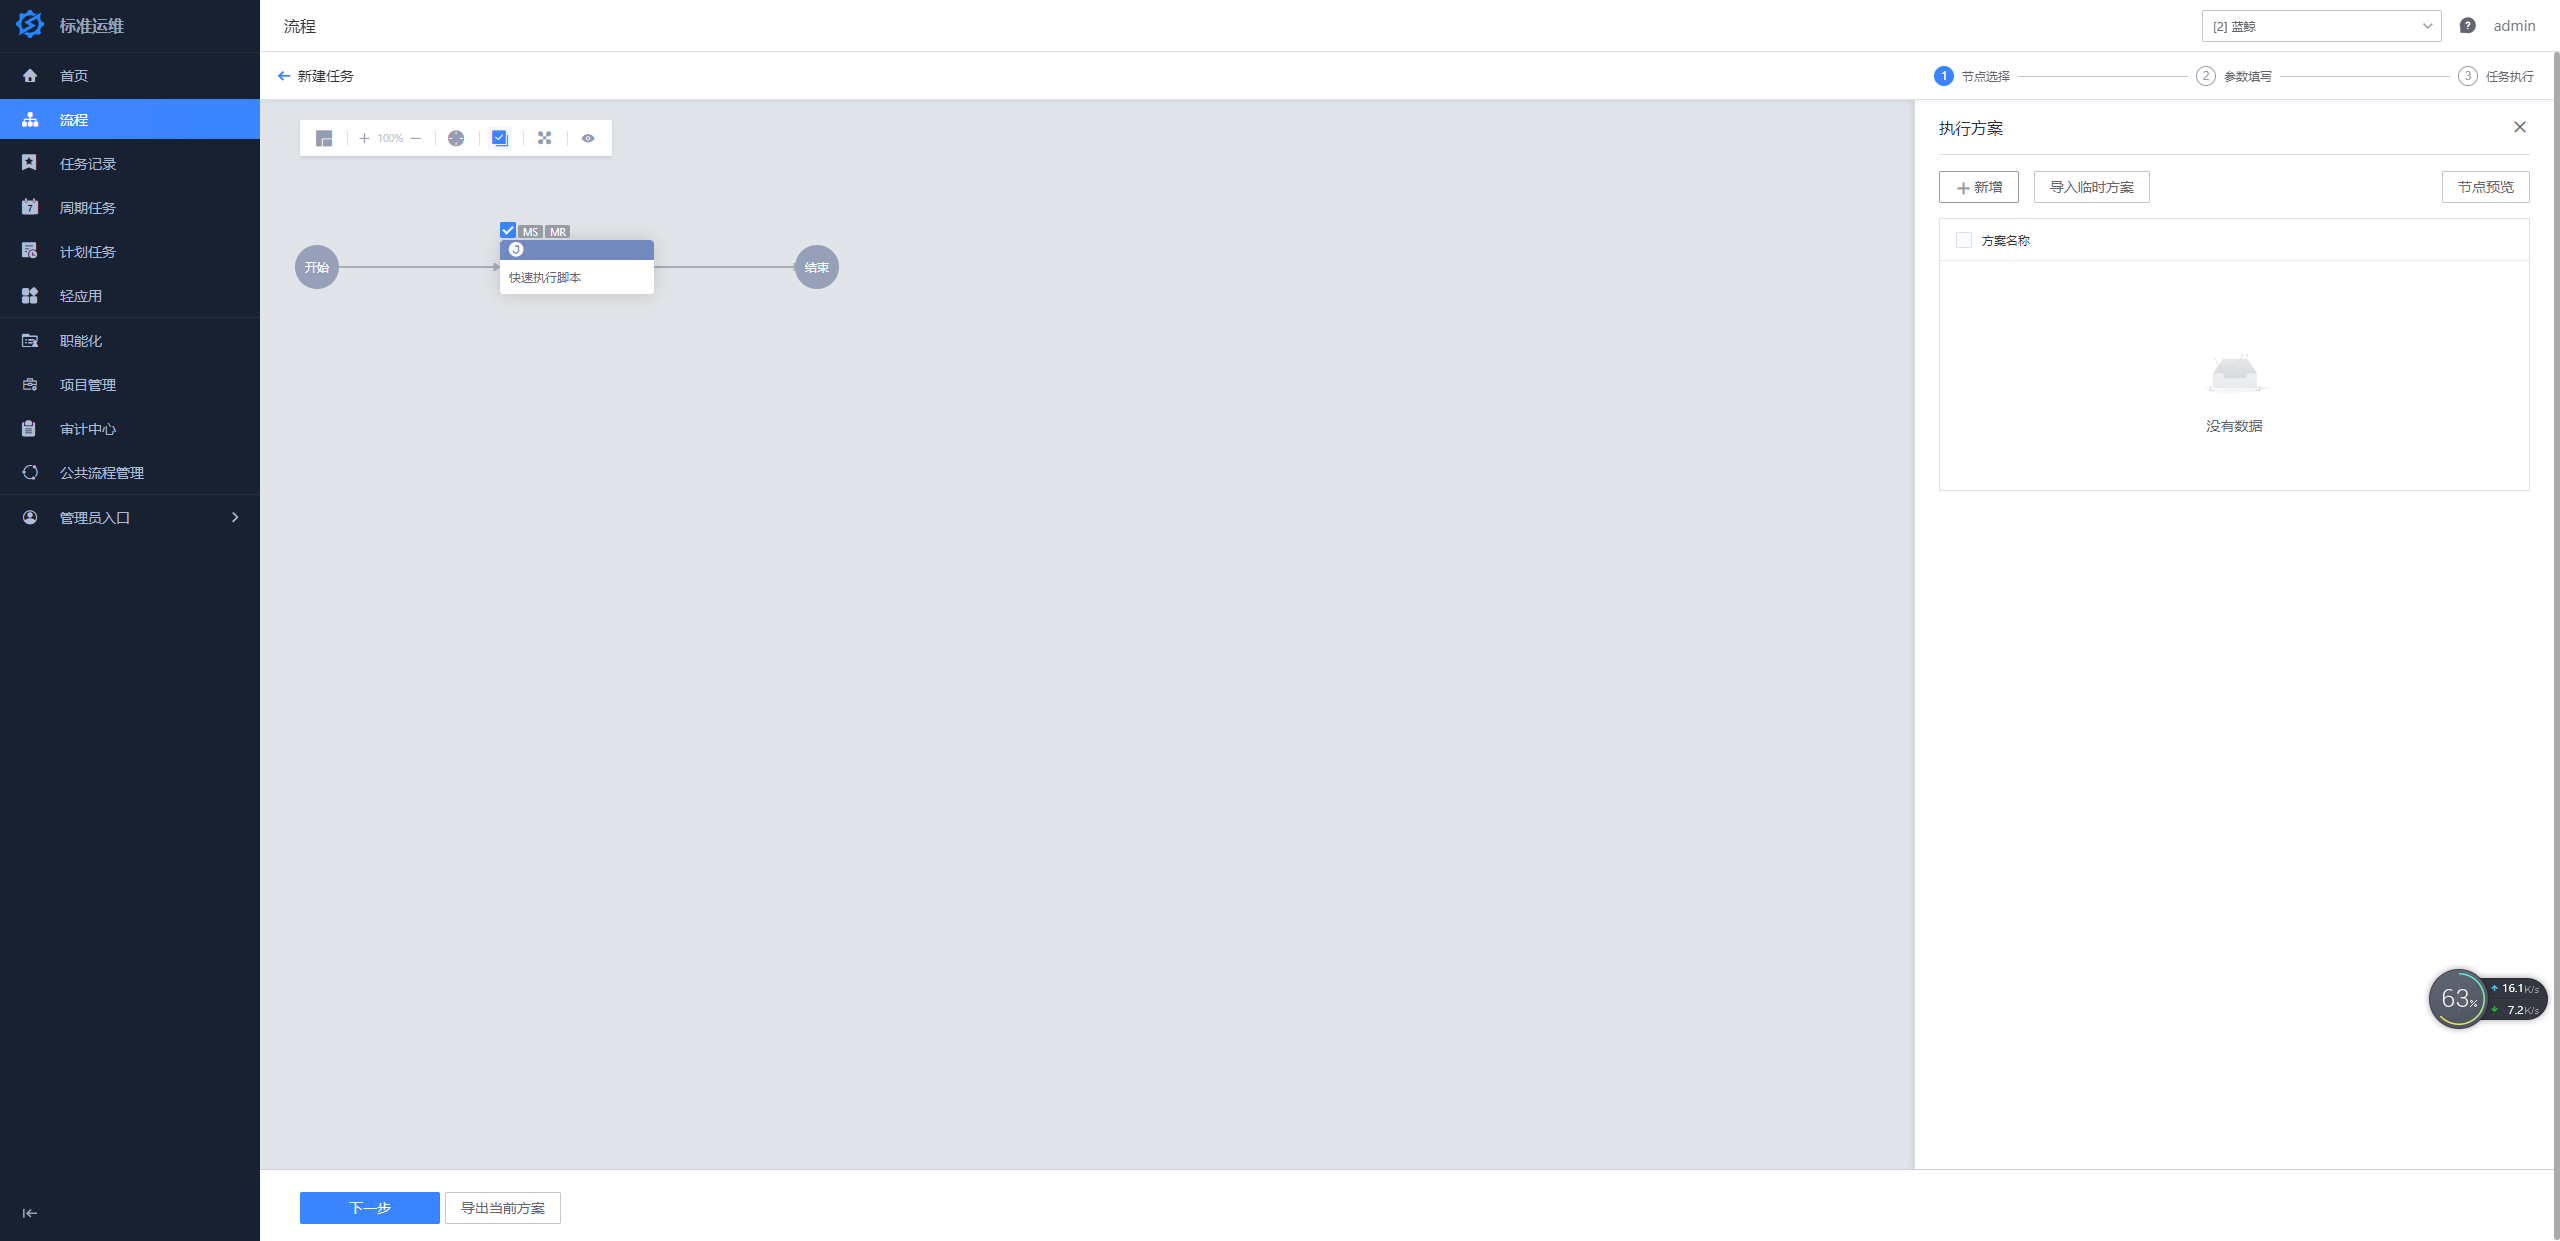 标准运维
流程
[2] 蓝鲸
admin
首页
流程
任务记录
7
周期任务
计划任务
轻应用
职能化
项目管理
审计中心
公共流程管理
管理员入口
新建任务
1 节点选择
2 参数填写
3 任务执行
100%
MS MR
J
开始
快速执行脚本
结束
执行方案
新增
导入临时方案
节点预览
方案名称
没有数据
63%
16.1K/s
7.2K/s
下一步
导出当前方案